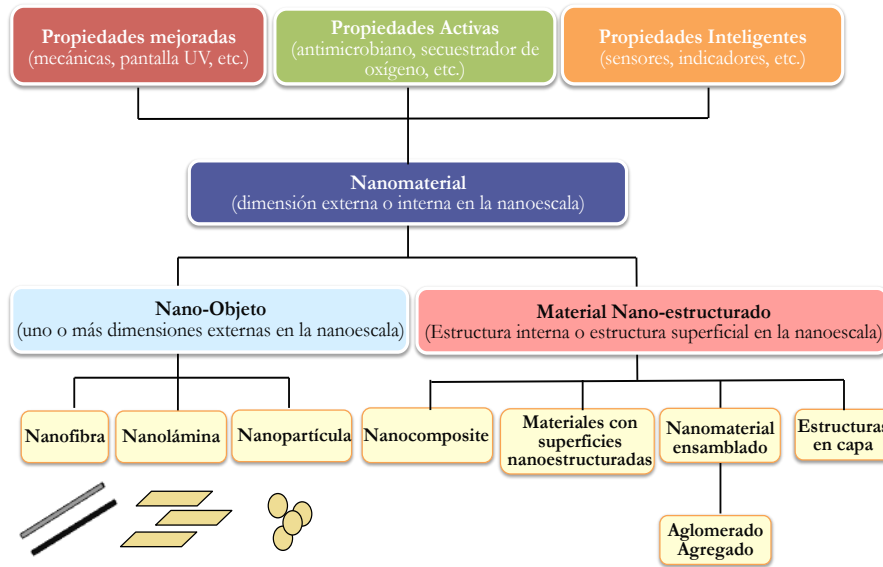 Propiedades mejoradas
(mecánicas, pantalla UV, etc.)
Propiedades Activas
(antimicrobiano, secuestrador de
oxígeno, etc.)
Propiedades Inteligentes
(sensores, indicadores, etc.)
Nanomaterial
(dimensión externa o interna en la nanoescala)
Nano-Objeto
(uno o más dimensiones externas en la nanoescala)
Material Nano-estructurado
(Estructura interna o estructura superficial en la nanoescala)
Nanofibra
Nanolámina
Nanopartícula
Nanocomposite
Materiales con
superficies
nanoestructuradas
Nanomaterial
ensamblado
Estructuras
en capa
Aglomerado
Agregado